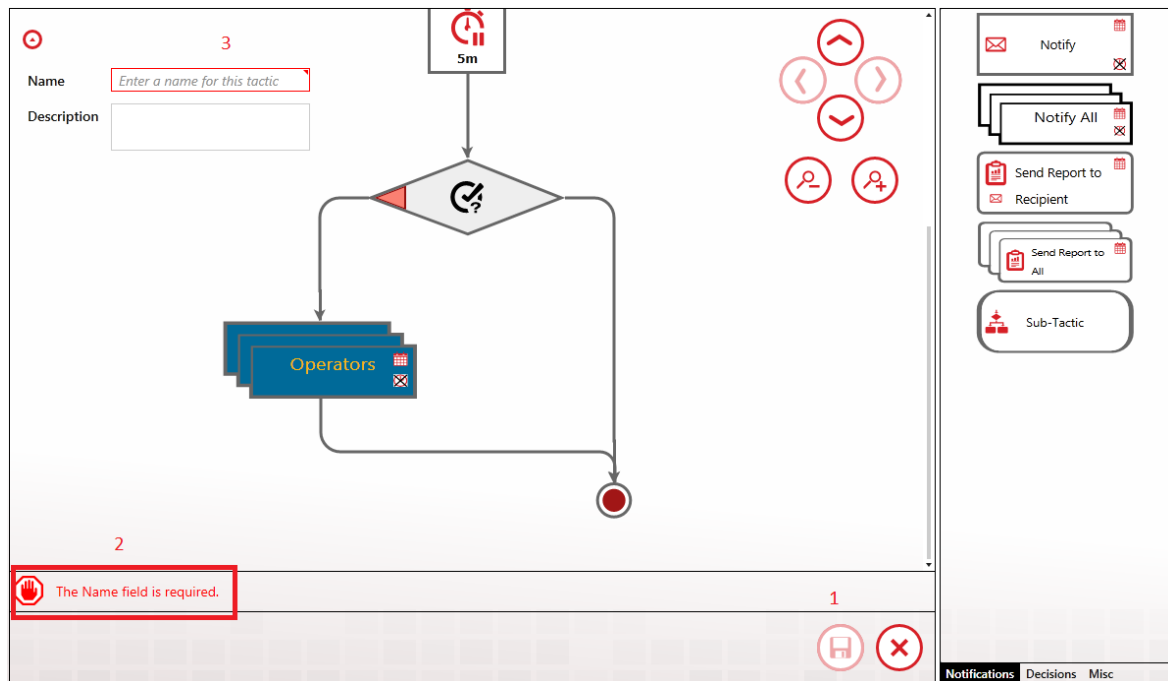 3
Name
Enter a name for this tactic
Description
5m
?
Operators
2
The Name field is required.
1
Notify
Notify All
Send Report to
Recipient
Send Report to
All
Sub-Tactic
Notifications Decisions Misc